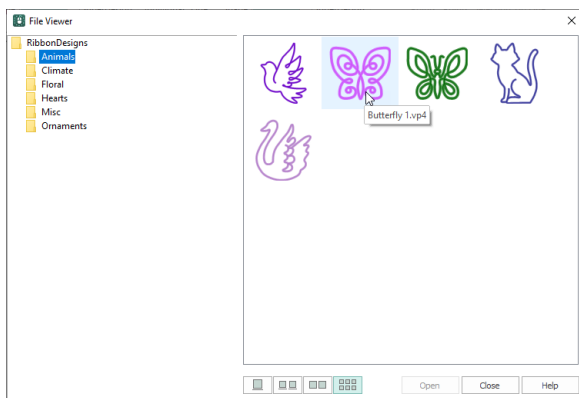 File Viewer
RibbonDesigns
Animals
Climate
Floral
Hearts
Misc
Ornaments
Butterfly 1.vp4
Open
Close
Help